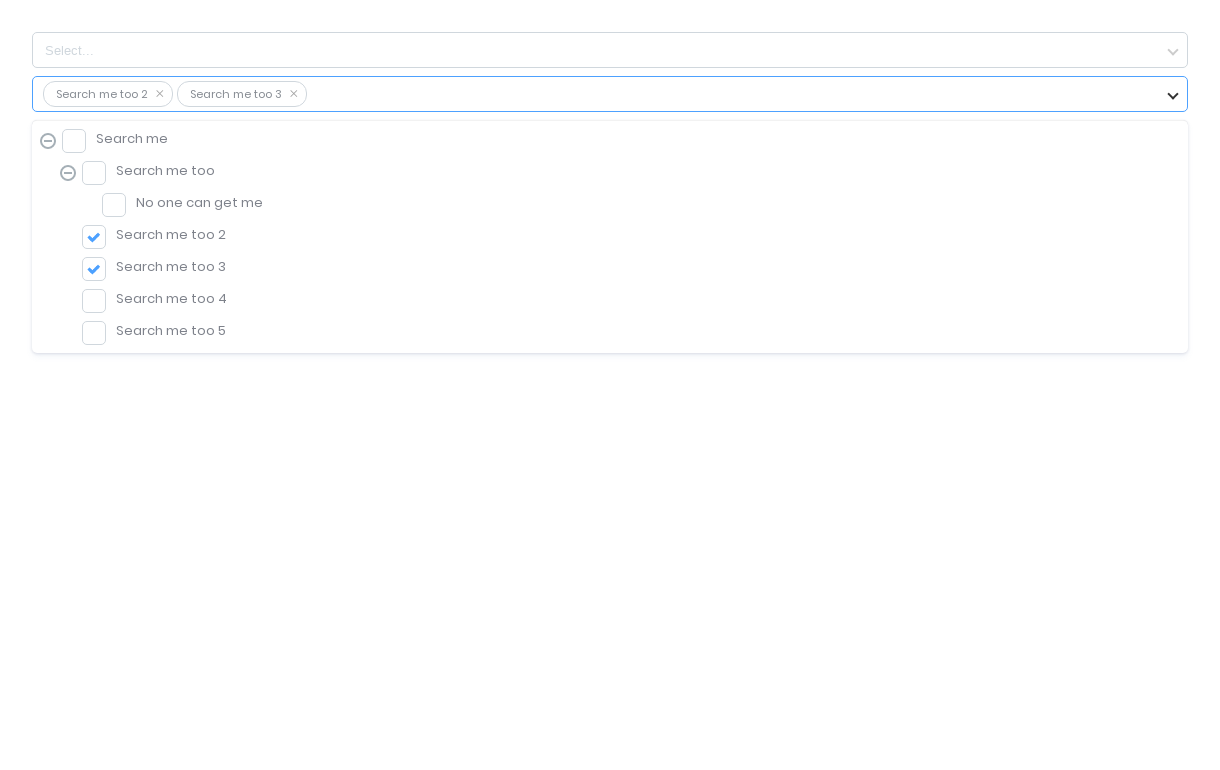 Select...
Search me too 2 × Search me too 3 ×
Search me
Search me too
No one can get me
Search me too 2
Search me too 3
Search me too 4
Search me too 5